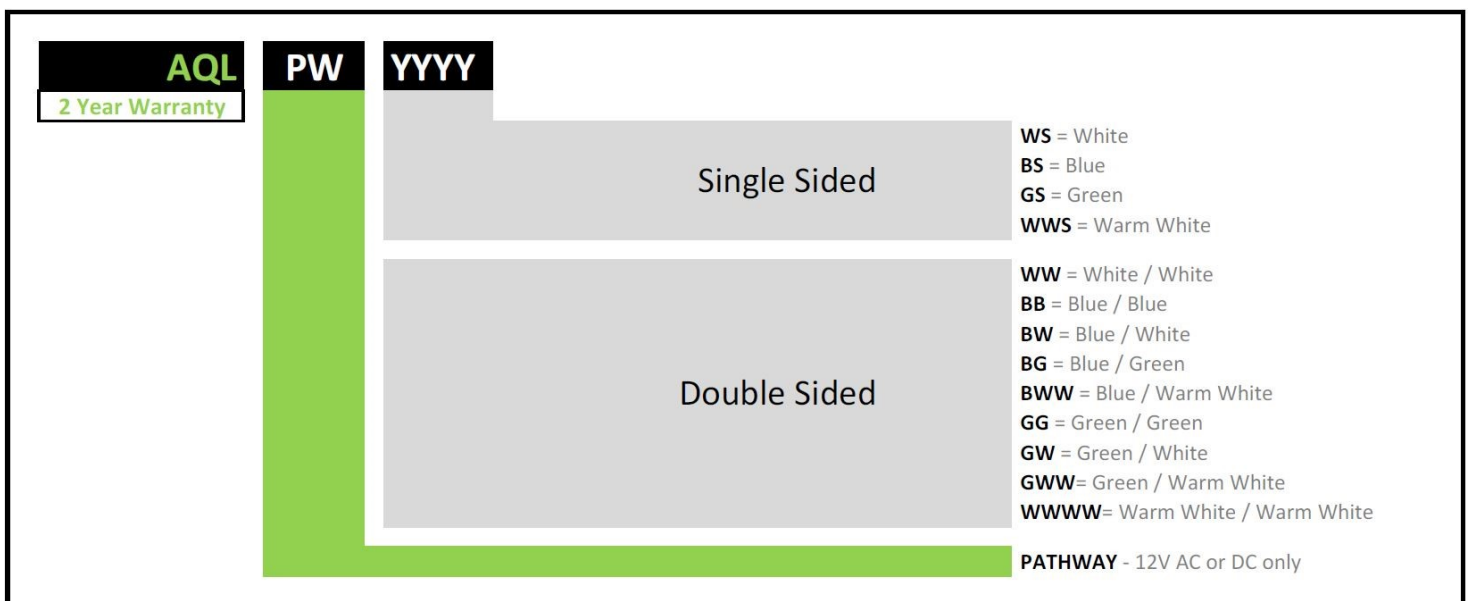 AQL PW YYYY
2 Year Warranty
Single Sided
WS = White
BS = Blue
GS = Green
WWS = Warm White
Double Sided
WW = White / White
BB = Blue / Blue
BW = Blue / White
BG = Blue / Green
BWW = Blue / Warm White
GG = Green / Green
GW = Green / White
GWW= Green / Warm White
WWWW= Warm White / Warm White
PATHWAY - 12V AC or DC only